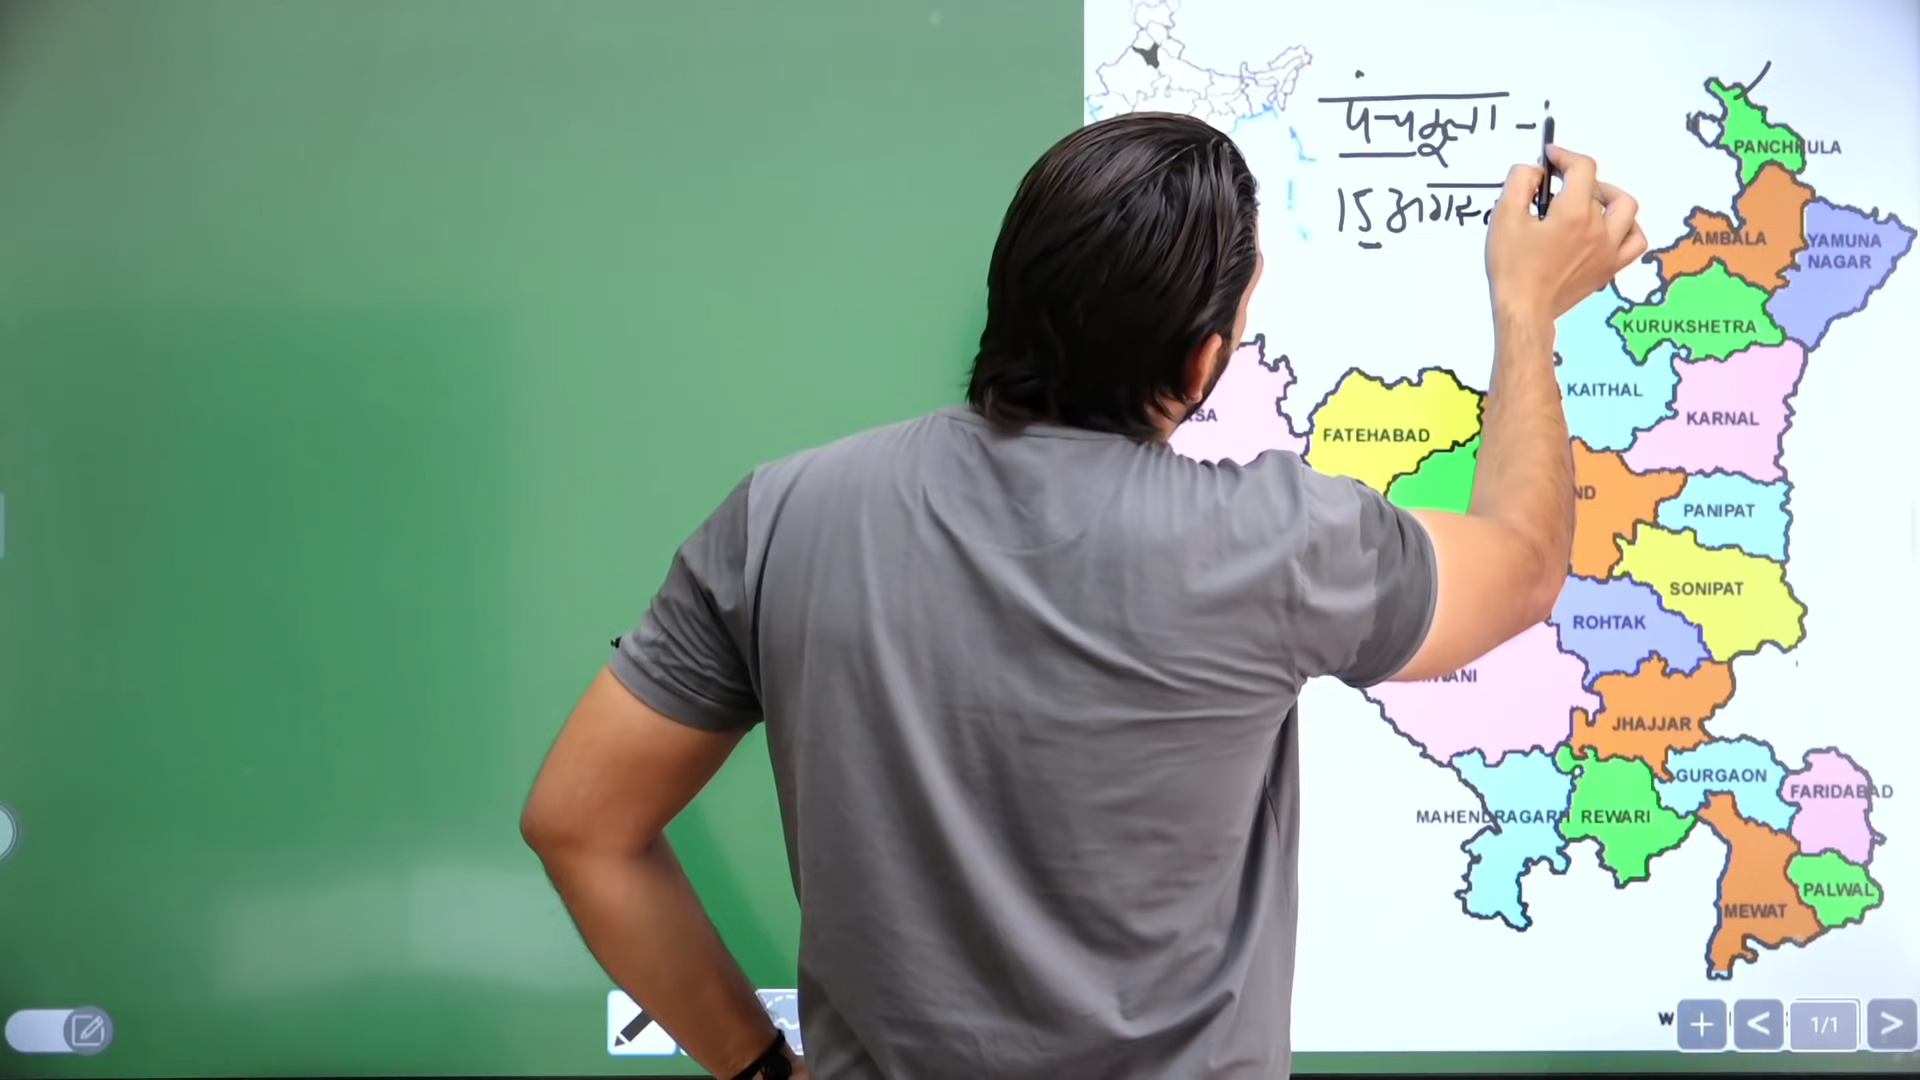 पंचकूला -
15 अगस्त
PANCHKULA
AMBALA
YAMUNA
NAGAR
KURUKSHETRA
KAITHAL
KARNAL
FATEHABAD
PANIPAT
SONIPAT
ROHTAK
JHAJJAR
GURGAON
FARIDABAD
MAHENDRAGARH
REWARI
PALWAL
MEWAT
1/1